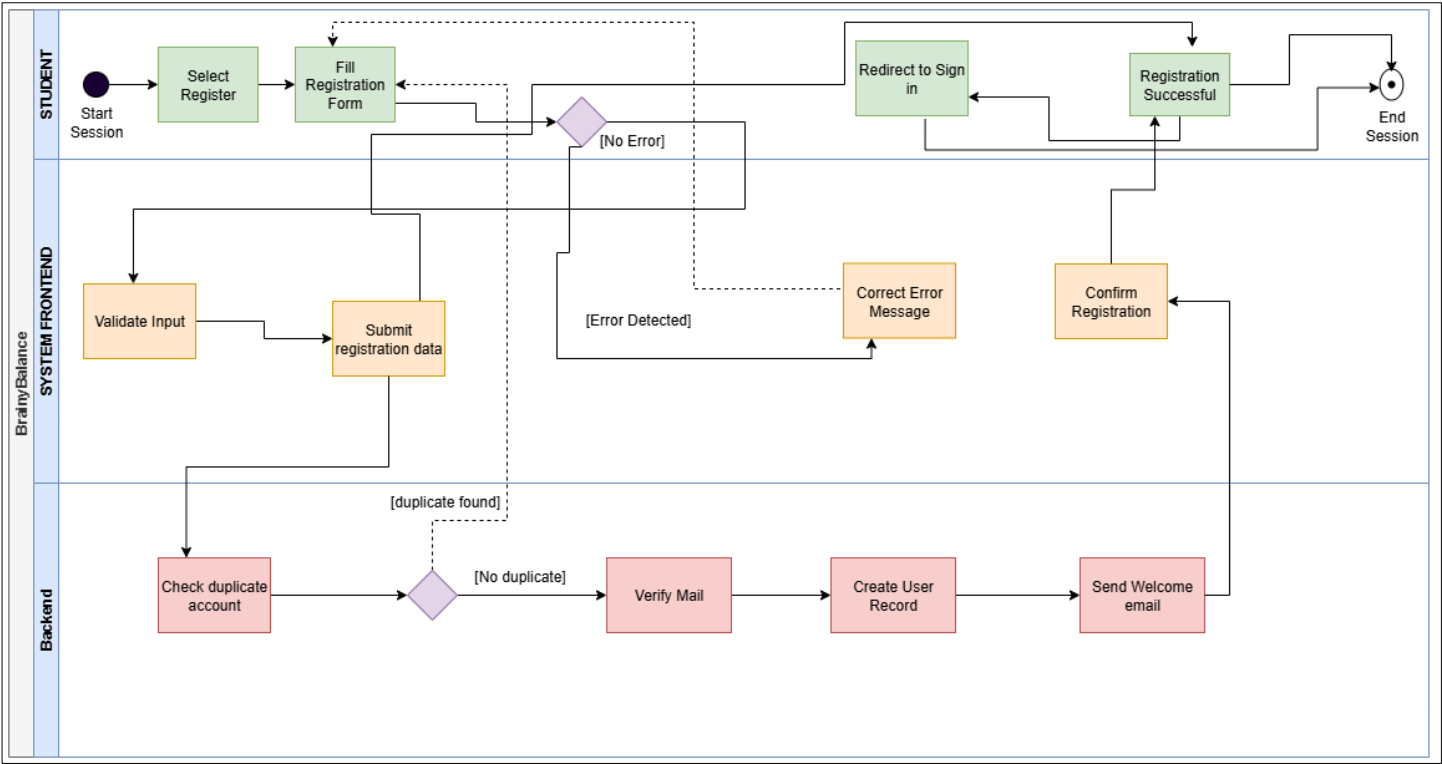 BrainyBalance
STUDENT
Start
Session
Select
Register
Fill
Registration
Form
[No Error]
Redirect to Sign
in
Registration
Successful
End
Session
SYSTEM FRONTEND
Validate Input
Submit
registration data
[Error Detected]
Correct Error
Message
Confirm
Registration
Backend
[duplicate found]
Check duplicate
account
[No duplicate]
Verify Mail
Create User
Record
Send Welcome
email